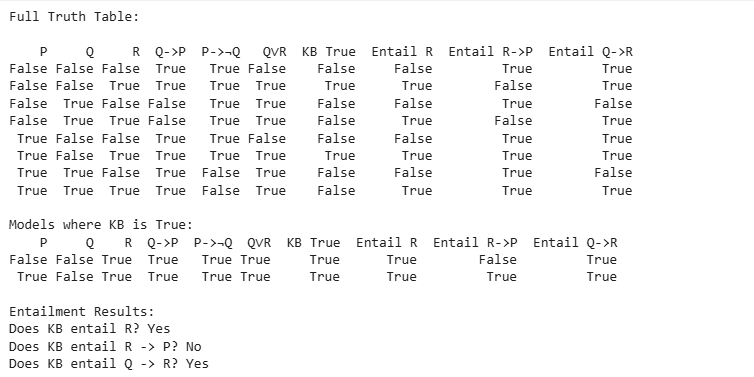 Full Truth Table:
P Q R Q->P P->¬Q Q∨R KB True Entail R Entail R->P Entail Q->R
False False False True True False False False True True
False False True True True True True True False True
False True False False True True False False True False
False True True False True True False True False True
True False False True True False False False True True
True False True True True True True True True True
True True False True False True False False True False
True True True True False True False True True True
Models where KB is True:
P Q R Q->P P->¬Q Q∨R KB True Entail R Entail R->P Entail Q->R
False False True True True True True True False True
True False True True True True True True True True
Entailment Results:
Does KB entail R? Yes
Does KB entail R -> P? No
Does KB entail Q -> R? Yes